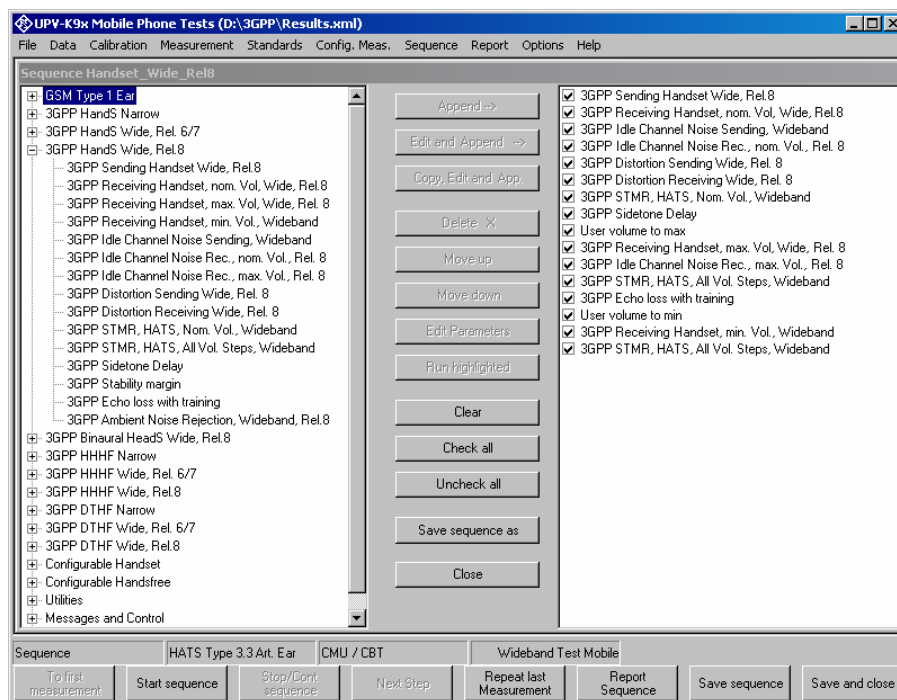 UPV-K9x Mobile Phone Tests (D:\3GPP\Results.xml)
File Data Calibration Measurement Standards Config. Meas. Sequence Report Options Help
Sequence Handset_Wide_Rel8
GSM Type 1 Ear
3GPP HandS Narrow
3GPP HandS Wide, Rel. 6/7
3GPP HandS Wide, Rel.8
3GPP Sending Handset Wide, Rel.8
3GPP Receiving Handset, nom. Vol, Wide, Rel.8
3GPP Receiving Handset, max. Vol, Wide, Rel. 8
3GPP Receiving Handset, min. Vol., Wideband
3GPP Idle Channel Noise Sending, Wideband
3GPP Idle Channel Noise Rec., nom. Vol., Rel. 8
3GPP Idle Channel Noise Rec., max. Vol., Rel. 8
3GPP Distortion Sending Wide, Rel. 8
3GPP Distortion Receiving Wide, Rel. 8
3GPP STMR, HATS, Nom. Vol., Wideband
3GPP STMR, HATS, All Vol. Steps, Wideband
3GPP Sidetone Delay
3GPP Stability margin
3GPP Echo loss with training
3GPP Ambient Noise Rejection, Wideband, Rel.8
3GPP Binaural HeadS Wide, Rel.8
3GPP HHHF Narrow
3GPP HHHF Wide, Rel. 6/7
3GPP HHHF Wide, Rel.8
3GPP DTHF Narrow
3GPP DTHF Wide, Rel. 6/7
3GPP DTHF Wide, Rel.8
Configurable Handset
Configurable Handsfree
Utilities
Messages and Control
Append ->
Edit and Append ->
Copy, Edit and App.
Delete X
Move up
Move down
Edit Parameters
Run highlighted
Clear
Check all
Uncheck all
Save sequence as
Close
3GPP Sending Handset Wide, Rel.8
3GPP Receiving Handset, nom. Vol, Wide, Rel.8
3GPP Idle Channel Noise Sending, Wideband
3GPP Idle Channel Noise Rec., nom. Vol., Rel. 8
3GPP Distortion Sending Wide, Rel. 8
3GPP Distortion Receiving Wide, Rel. 8
3GPP STMR, HATS, Nom. Vol., Wideband
3GPP Sidetone Delay
User volume to max
3GPP Receiving Handset, max. Vol, Wide, Rel. 8
3GPP Idle Channel Noise Rec., max. Vol., Rel. 8
3GPP STMR, HATS, All Vol. Steps, Wideband
3GPP Echo loss with training
User volume to min
3GPP Receiving Handset, min. Vol., Wideband
3GPP STMR, HATS, All Vol. Steps, Wideband
Sequence HATS Type 3.3 Art. Ear CMU / CBT Wideband Test Mobile
To first
measurement
Start sequence
Stop/Cont
sequence
Next Step
Repeat last
Measurement
Report
Sequence
Save sequence
Save and close